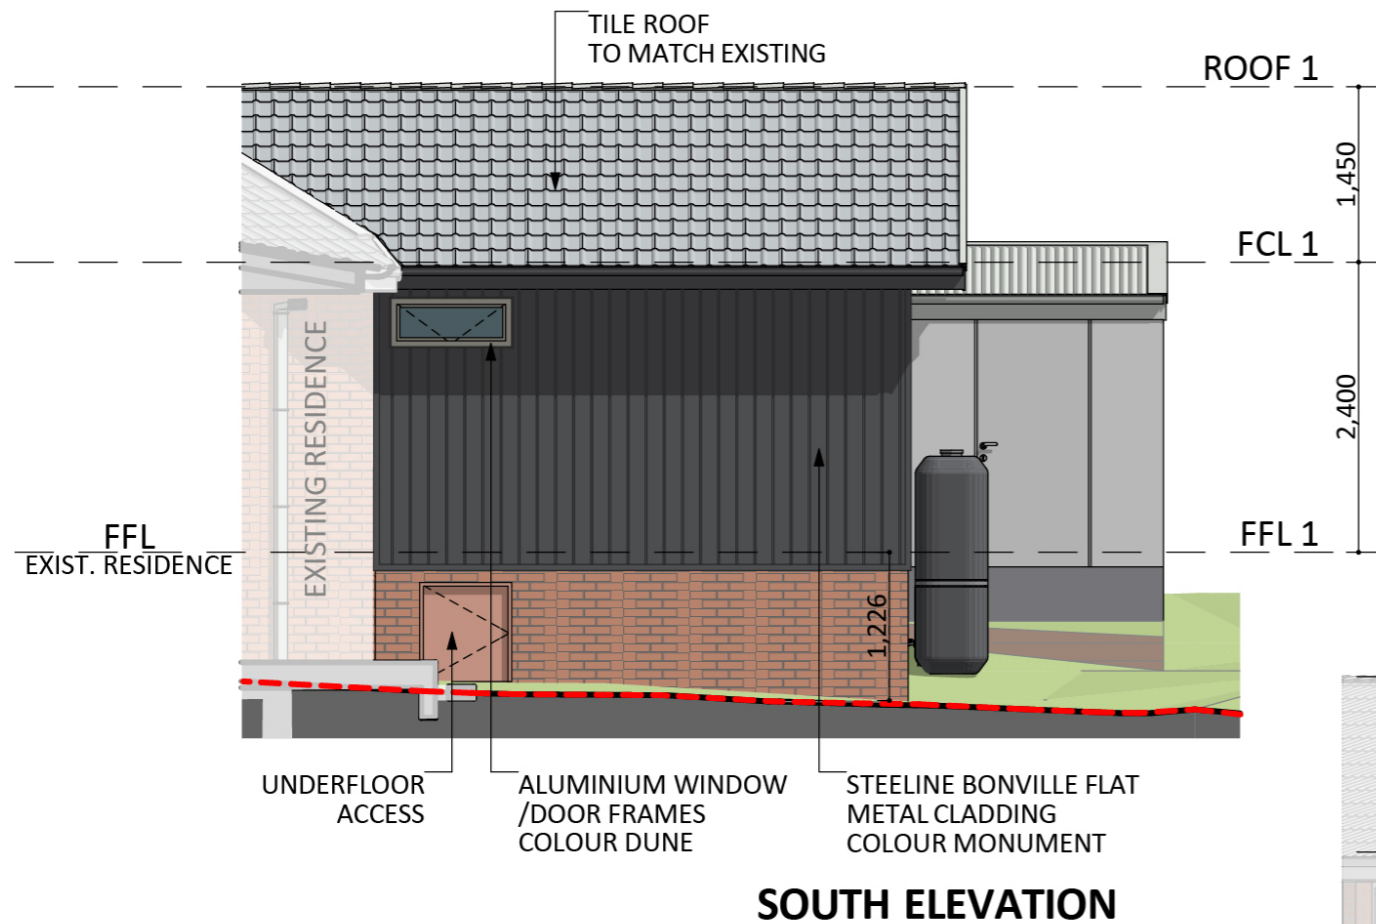 TILE ROOF
TO MATCH EXISTING
ROOF 1
1,450
FCL 1
EXISTING RESIDENCE
2,400
FFL
EXIST. RESIDENCE
FFL 1
1,226
UNDERFLOOR
ACCESS
ALUMINIUM WINDOW
/DOOR FRAMES
COLOUR DUNE
STEELINE BONVILLE FLAT
METAL CLADDING
COLOUR MONUMENT
SOUTH ELEVATION